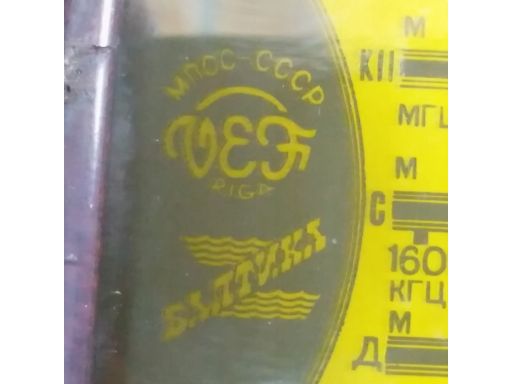 МПСС-СССР
VEF
RIGA
БАЛТИКА
М
КII
МГЦ
М
С
160
КГЦ
М
Д